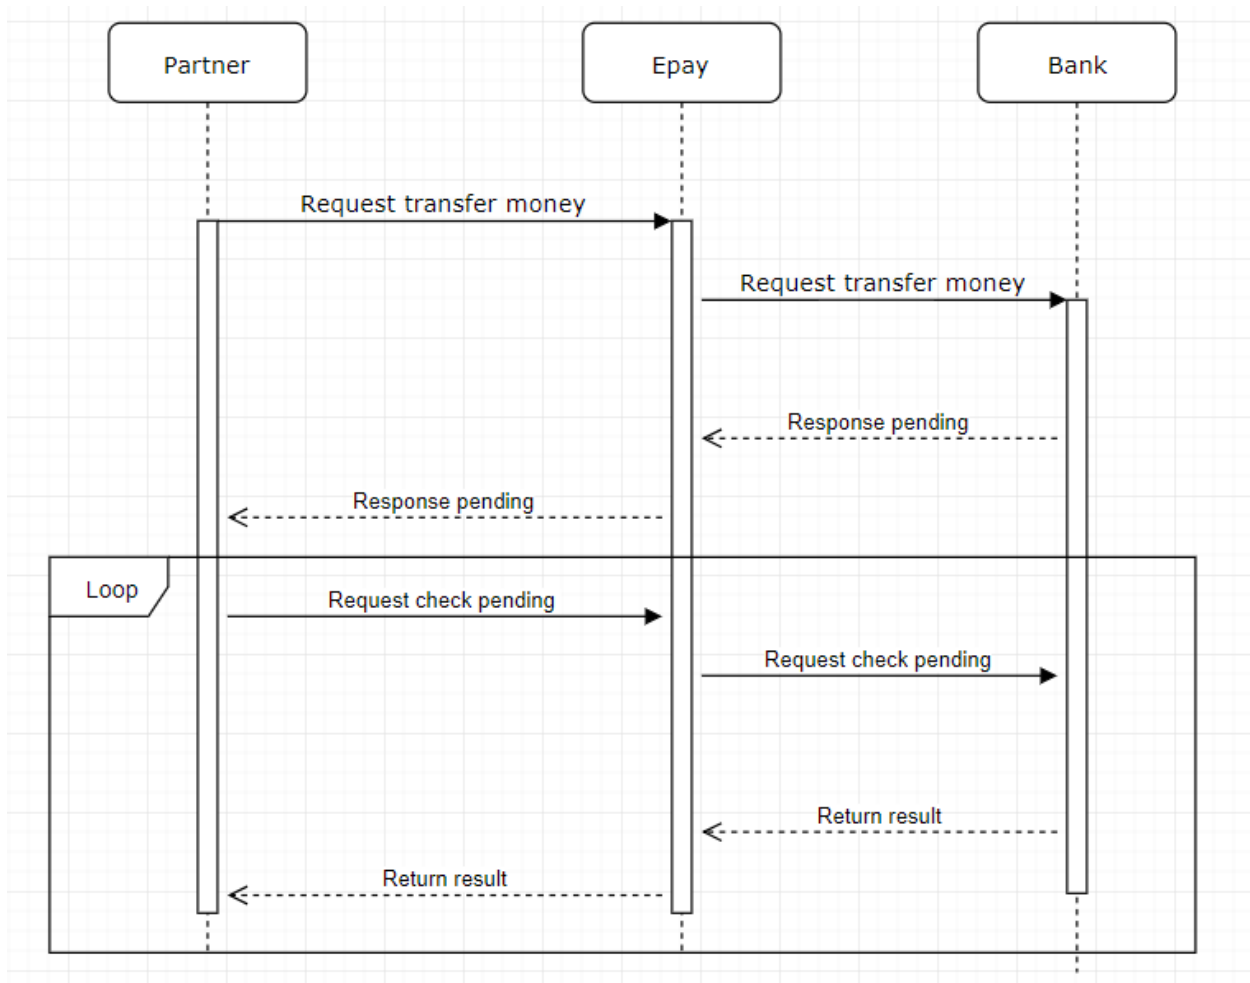 Partner
Epay
Bank
Request transfer money
Request transfer money
Response pending
Response pending
Loop
Request check pending
Request check pending
Return result
Return result